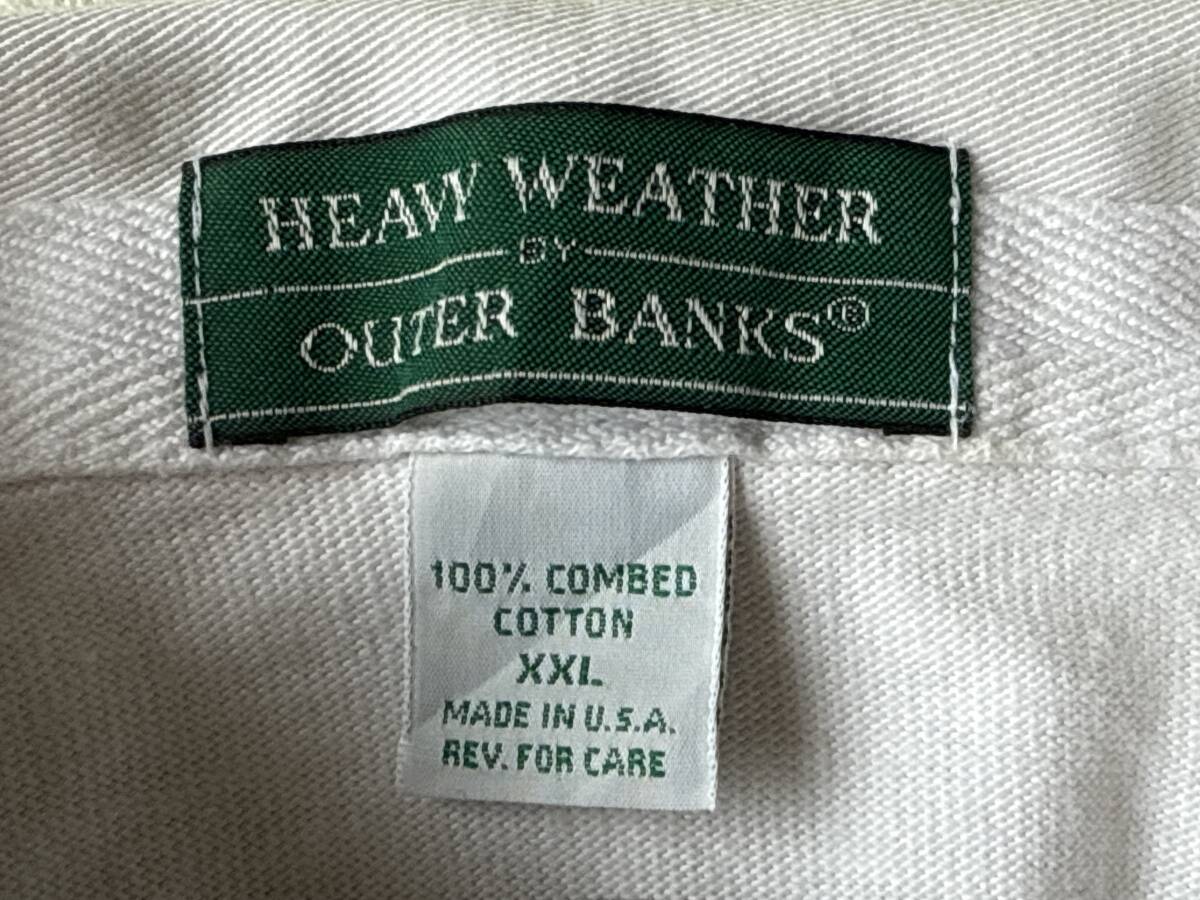 HEAVY WEATHER
BY
OUTER BANKS®
100% COMBED
COTTON
XXL
MADE IN U.S.A.
REV. FOR CARE